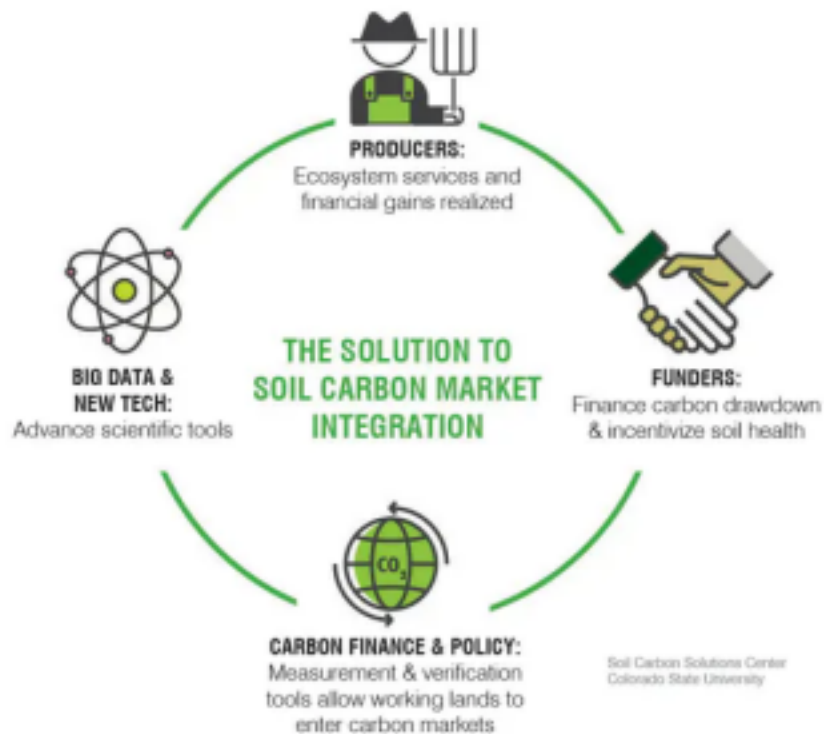 PRODUCERS:
Ecosystem services and
financial gains realized
BIG DATA &
NEW TECH:
Advance scientific tools
THE SOLUTION TO
SOIL CARBON MARKET
INTEGRATION
FUNDERS:
Finance carbon drawdown
& incentivize soil health
CO₂
CARBON FINANCE & POLICY:
Measurement & verification
tools allow working lands to
enter carbon markets
Soil Carbon Solutions Center
Colorado State University